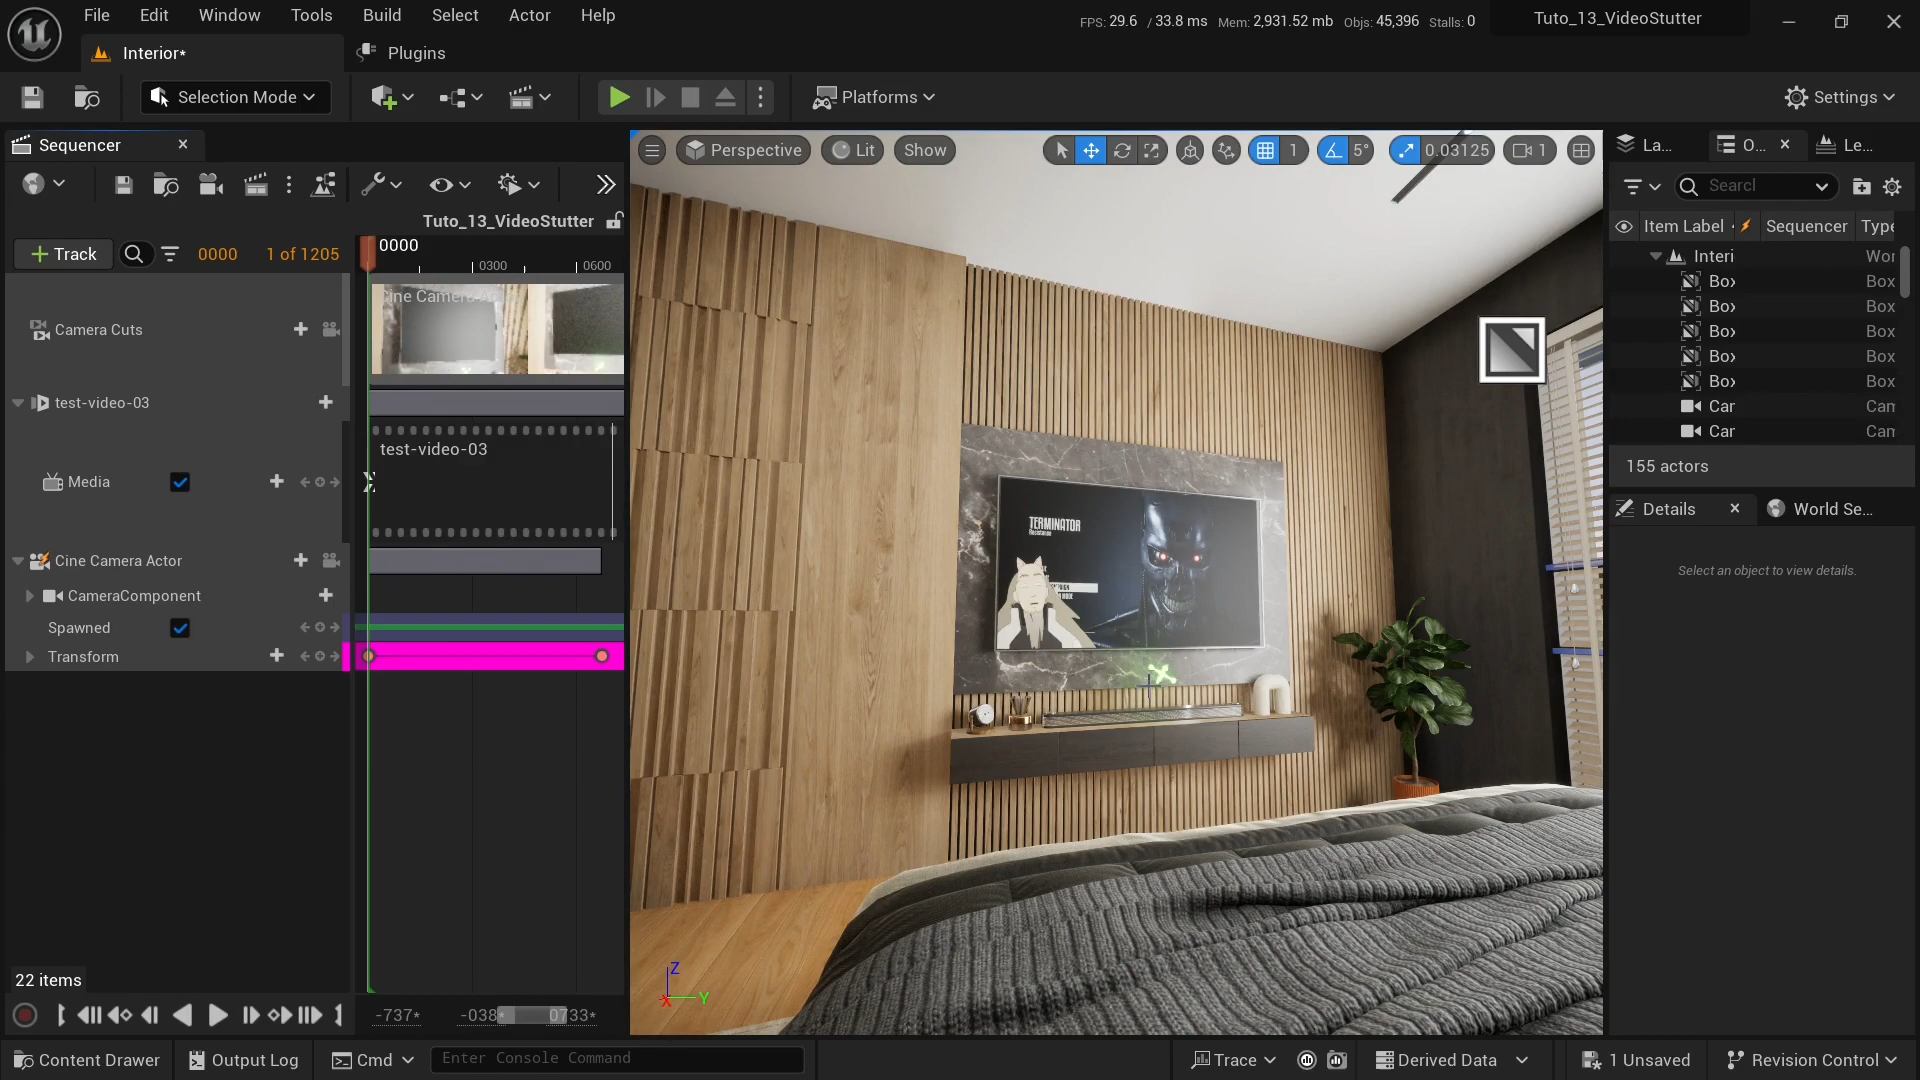 File Edit Window Tools Build Select Actor Help
FPS: 29.6 / 33.8 ms Mem: 2,931.52 mb Objs: 45,396 Stalls: 0
Tuto_13_VideoStutter
Interior*
Plugins
Selection Mode
Platforms
Settings
Sequencer
Tuto_13_VideoStutter
Track
0000
1 of 1205
0000
0300
0600
Camera Cuts
test-video-03
test-video-03
Media
Cine Camera Actor
CameraComponent
Spawned
Transform
22 items
-737*
-038*
0733*
Perspective
Lit
Show
1
5°
0.03125
1
TERMINATOR
Resistance
La...
O...
Le...
Item Label
Sequencer
Interi
Box Box
Box Box
Box Box
Box Box
Box Box
Car Cam
Car Cam
155 actors
Details
World Se...
Select an object to view details.
Z
X
Y
Content Drawer
Output Log
Cmd
Enter Console Command
Trace
Derived Data
1 Unsaved
Revision Control